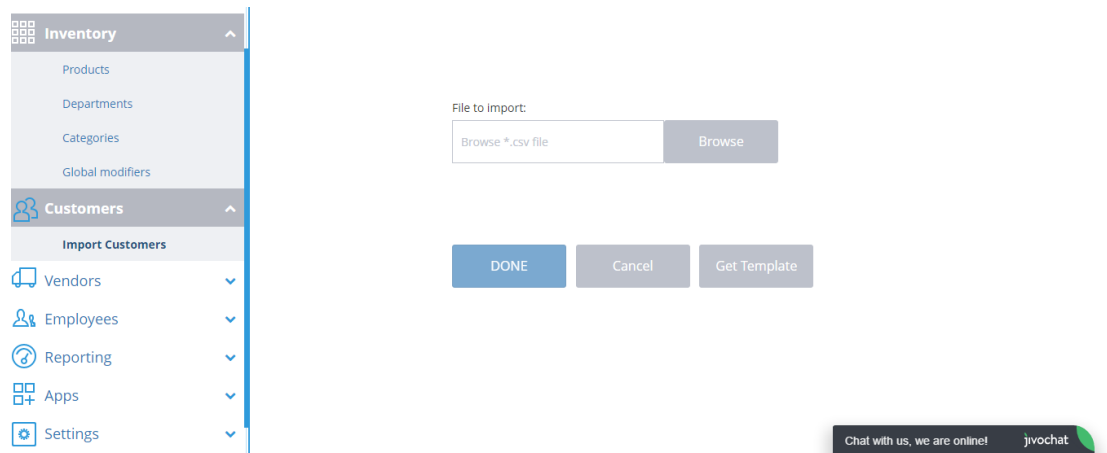 Inventory
Products
Departments
Categories
Global modifiers
Customers
Import Customers
Vendors
Employees
Reporting
Apps
Settings
File to import:
Browse *.csv file
Browse
DONE
Cancel
Get Template
Chat with us, we are online!
jivochat